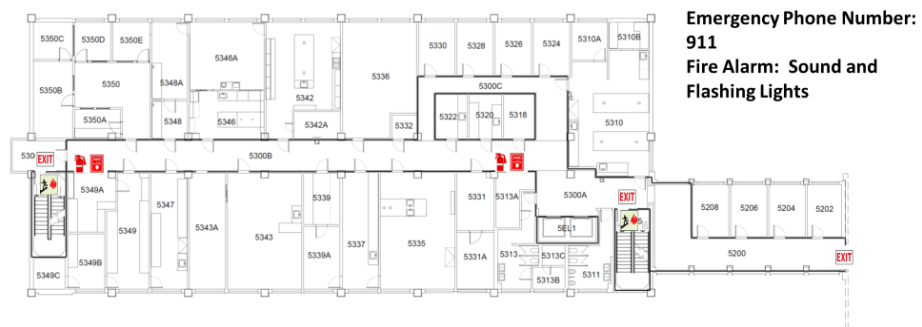 Emergency Phone Number:
911
Fire Alarm: Sound and
Flashing Lights
5350C
5350D
5350E
5346A
5330
5328
5326
5324
5310A
5310B
5350B
5350
5348A
5342
5336
5300C
5350A
5348
5346
5342A
5332
5322
5320
5318
5310
530
EXIT
5300B
5349A
5347
5343A
5339
5331
5313A
5300A
EXIT
5208
5206
5204
5202
5349
5343
5337
5335
5EL1
5200
EXIT
5349C
5349B
5339A
5331A
5313
5313C
5313B
5311